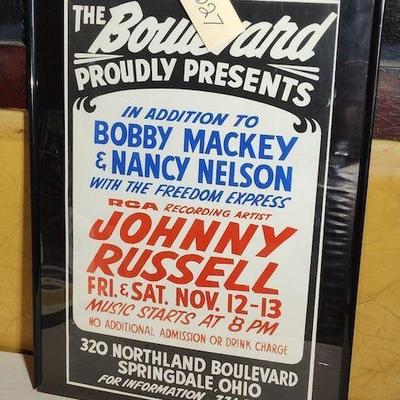 THE Boulevard
PROUDLY PRESENTS
IN ADDITION TO
BOBBY MACKEY
& NANCY NELSON
WITH THE FREEDOM EXPRESS
RCA RECORDING ARTIST
JOHNNY
RUSSELL
FRI. & SAT. NOV. 12-13
MUSIC STARTS AT 8 PM
NO ADDITIONAL ADMISSION OR DRINK CHARGE
320 NORTHLAND BOULEVARD
SPRINGDALE, OHIO
FOR INFORMATION